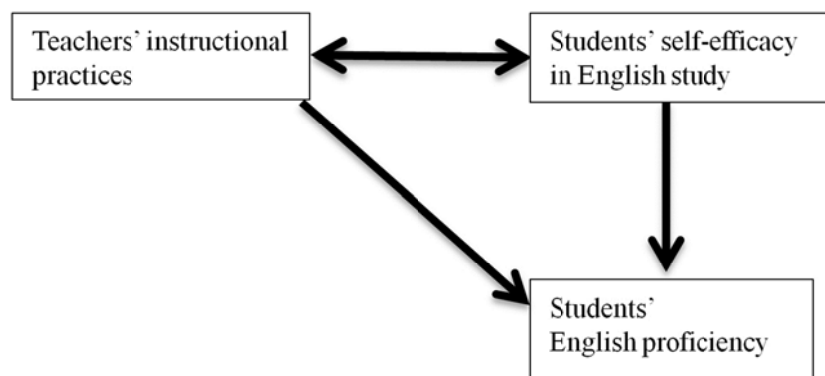 Teachers’ instructional
practices
Students’ self-efficacy
in English study
Students’
English proficiency